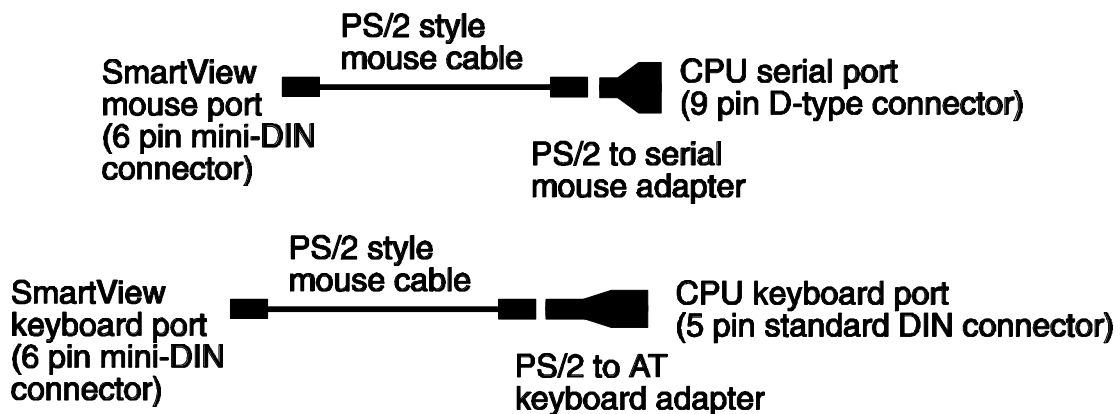 PS/2 style
mouse cable
SmartView
mouse port
(6 pin mini-DIN
connector)
CPU serial port
(9 pin D-type connector)
PS/2 to serial
mouse adapter
PS/2 style
mouse cable
SmartView
keyboard port
(6 pin mini-DIN
connector)
CPU keyboard port
(5 pin standard DIN connector)
PS/2 to AT
keyboard adapter